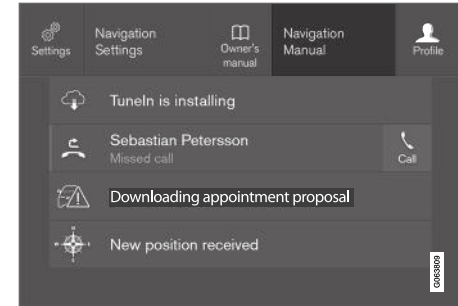 Settings
Navigation
Settings
Owner's
manual
Navigation
Manual
Profile
TuneIn is installing
Sebastian Petersson
Missed call
Call
Downloading appointment proposal
New position received
G063809